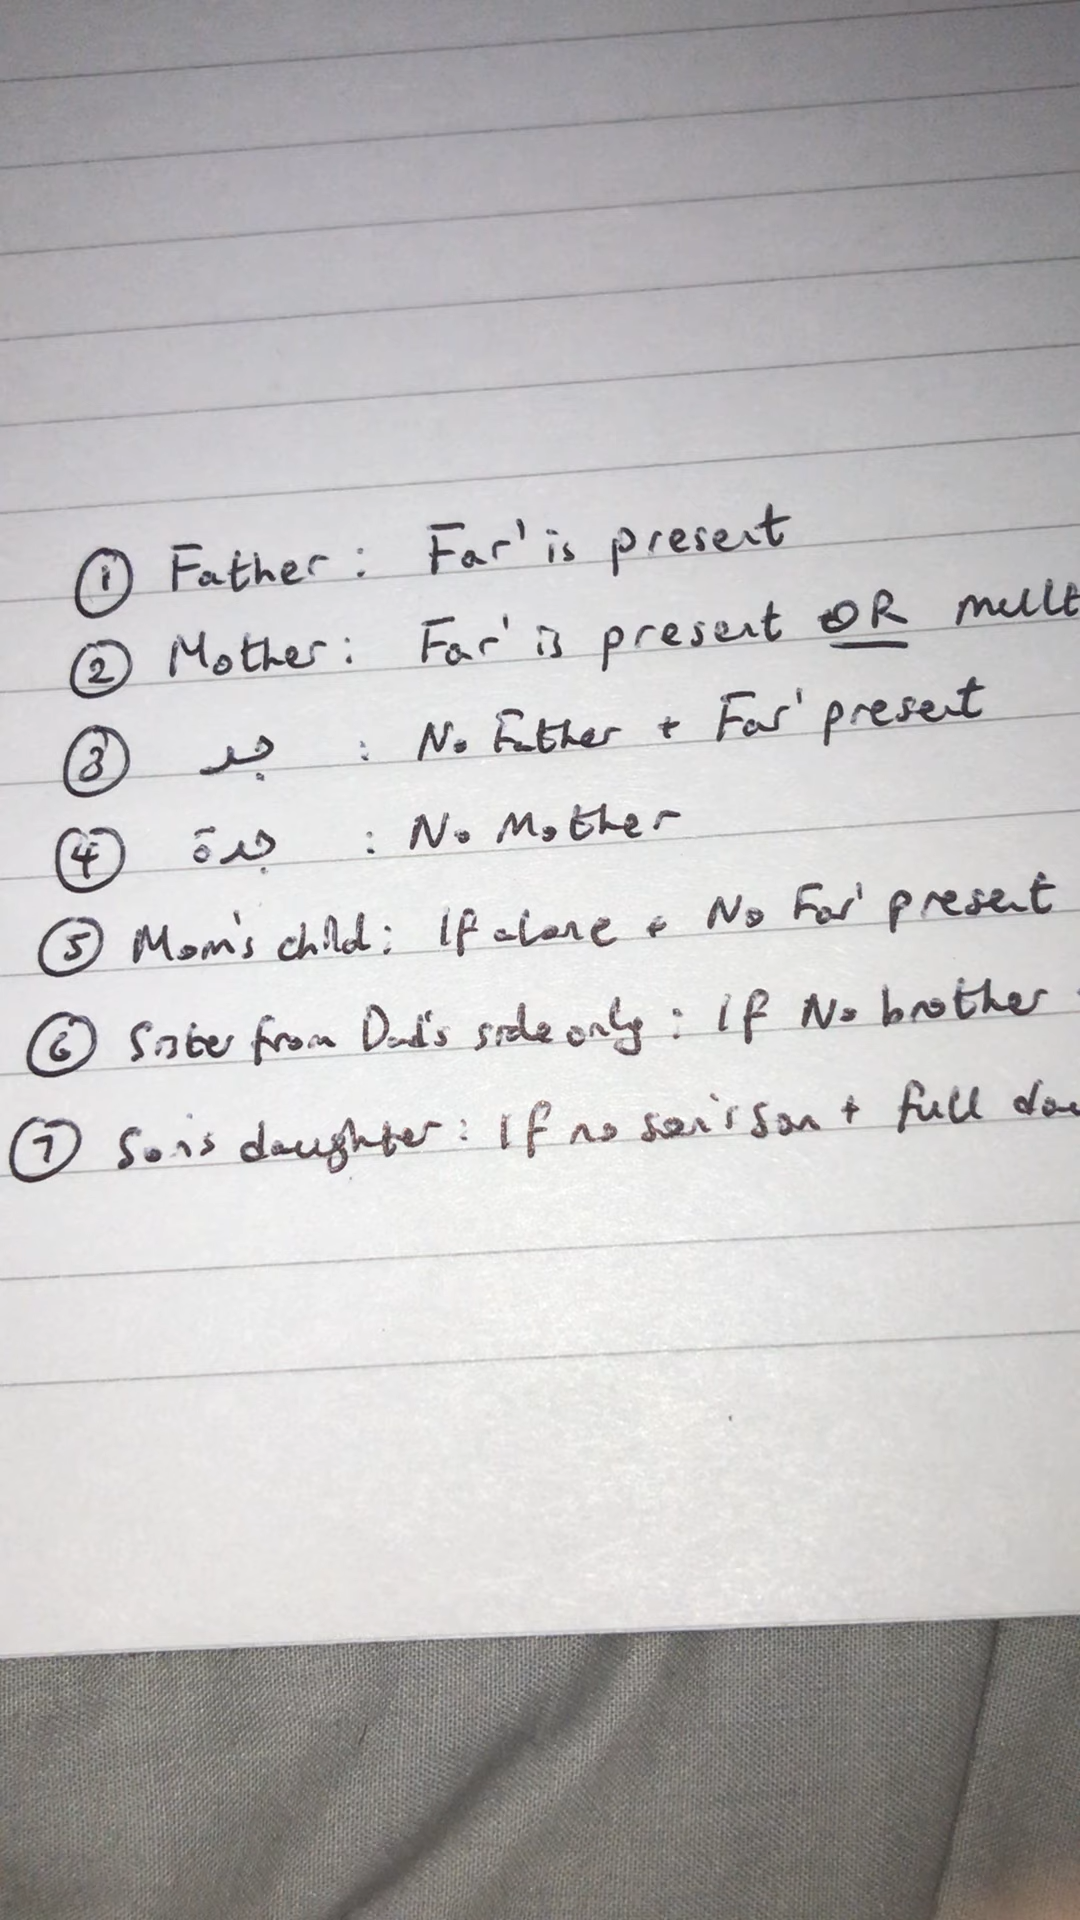 ① Father : Far' is present
② Mother : Far' is present OR
③ جد : No Father + Far' present
④ جدة : No Mother
⑤ Mom's child : If alone + No Far' present
⑥ Sister from Dad's side only : If No brother
⑦ Son's daughter : If no son's son + full